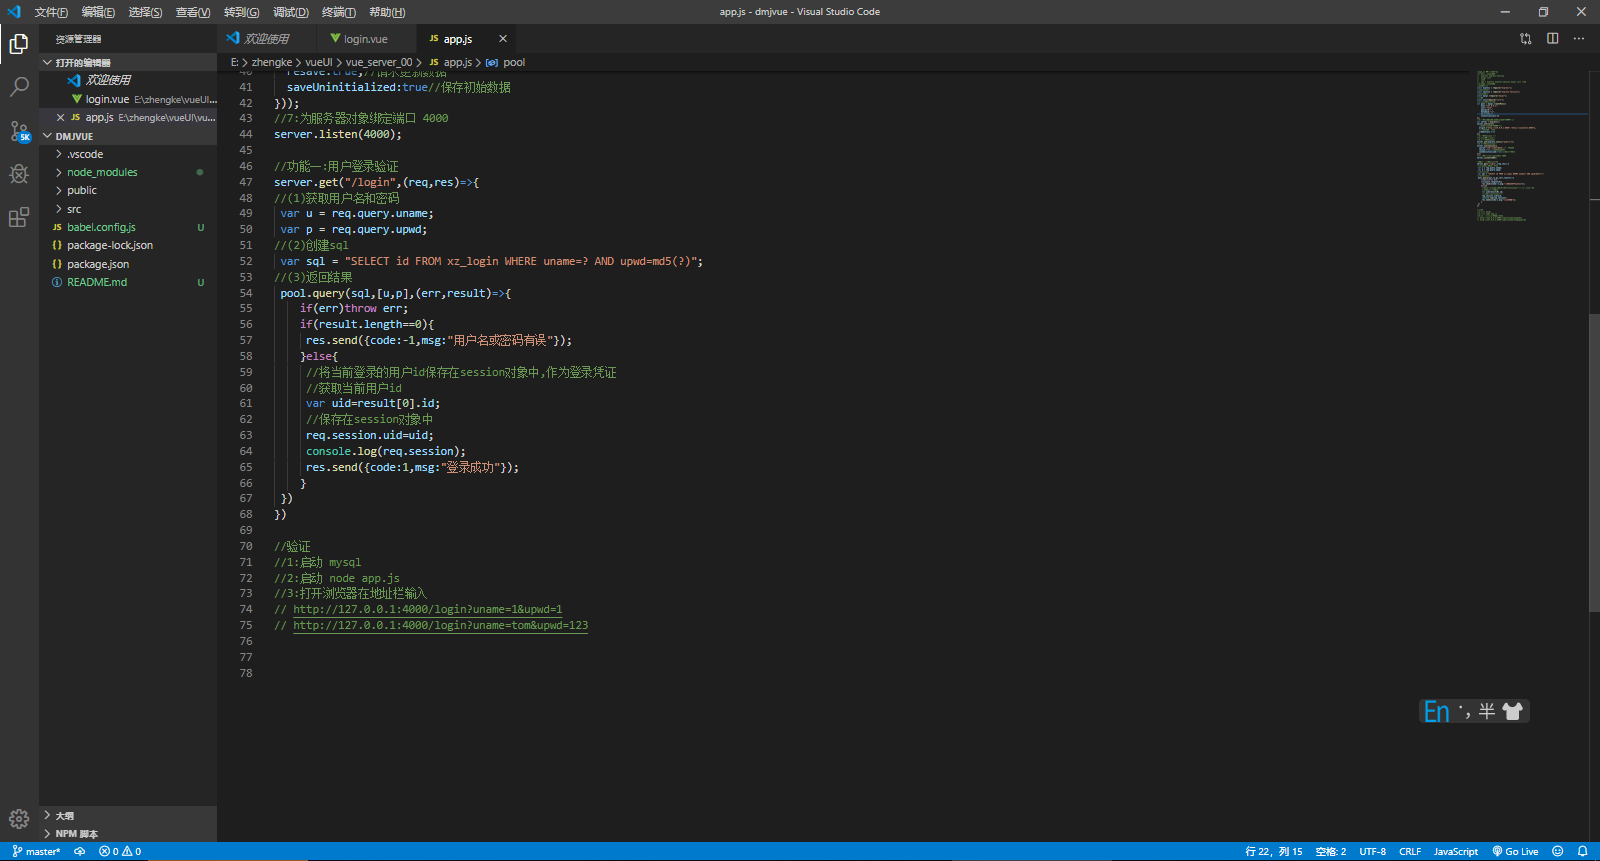 文件(F) 编辑(E) 选择(S) 查看(V) 转到(G) 调试(D) 终端(T) 帮助(H)
app.js - dmjvue - Visual Studio Code
资源管理器
打开的编辑器
欢迎使用
login.vue E:\zhengke\vueUI...
app.js E:\zhengke\vueUI\vu...
DMJVUE
.vscode
node_modules
public
src
JS babel.config.js U
{} package-lock.json
{} package.json
README.md U
大纲
NPM 脚本
5K
欢迎使用
login.vue
JS app.js
E: > zhengke > vueUI > vue_server_00 > JS app.js > pool
40 resave:true,//请求更新数据
41 saveUninitialized:true//保存初始数据
42 }));
43 //7:为服务器对象绑定端口 4000
44 server.listen(4000);
45
46 //功能一:用户登录验证
47 server.get("/login",(req,res)=>{
48 //(1)获取用户名和密码
49 var u = req.query.uname;
50 var p = req.query.upwd;
51 //(2)创建sql
52 var sql = "SELECT id FROM xz_login WHERE uname=? AND upwd=md5(?)";
53 //(3)返回结果
54 pool.query(sql,[u,p],(err,result)=>{
55 if(err)throw err;
56 if(result.length==0){
57 res.send({code:-1,msg:"用户名或密码有误"});
58 }else{
59 //将当前登录的用户id保存在session对象中,作为登录凭证
60 //获取当前用户id
61 var uid=result[0].id;
62 //保存在session对象中
63 req.session.uid=uid;
64 console.log(req.session);
65 res.send({code:1,msg:"登录成功"});
66 }
67 })
68 })
69
70 //验证
71 //1:启动 mysql
72 //2:启动 node app.js
73 //3:打开浏览器在地址栏输入
74 // http://127.0.0.1:4000/login?uname=1&upwd=1
75 // http://127.0.0.1:4000/login?uname=tom&upwd=123
76
77
78
En ·, 半
master* 0 0
行 22，列 15 空格: 2 UTF-8 CRLF JavaScript Go Live